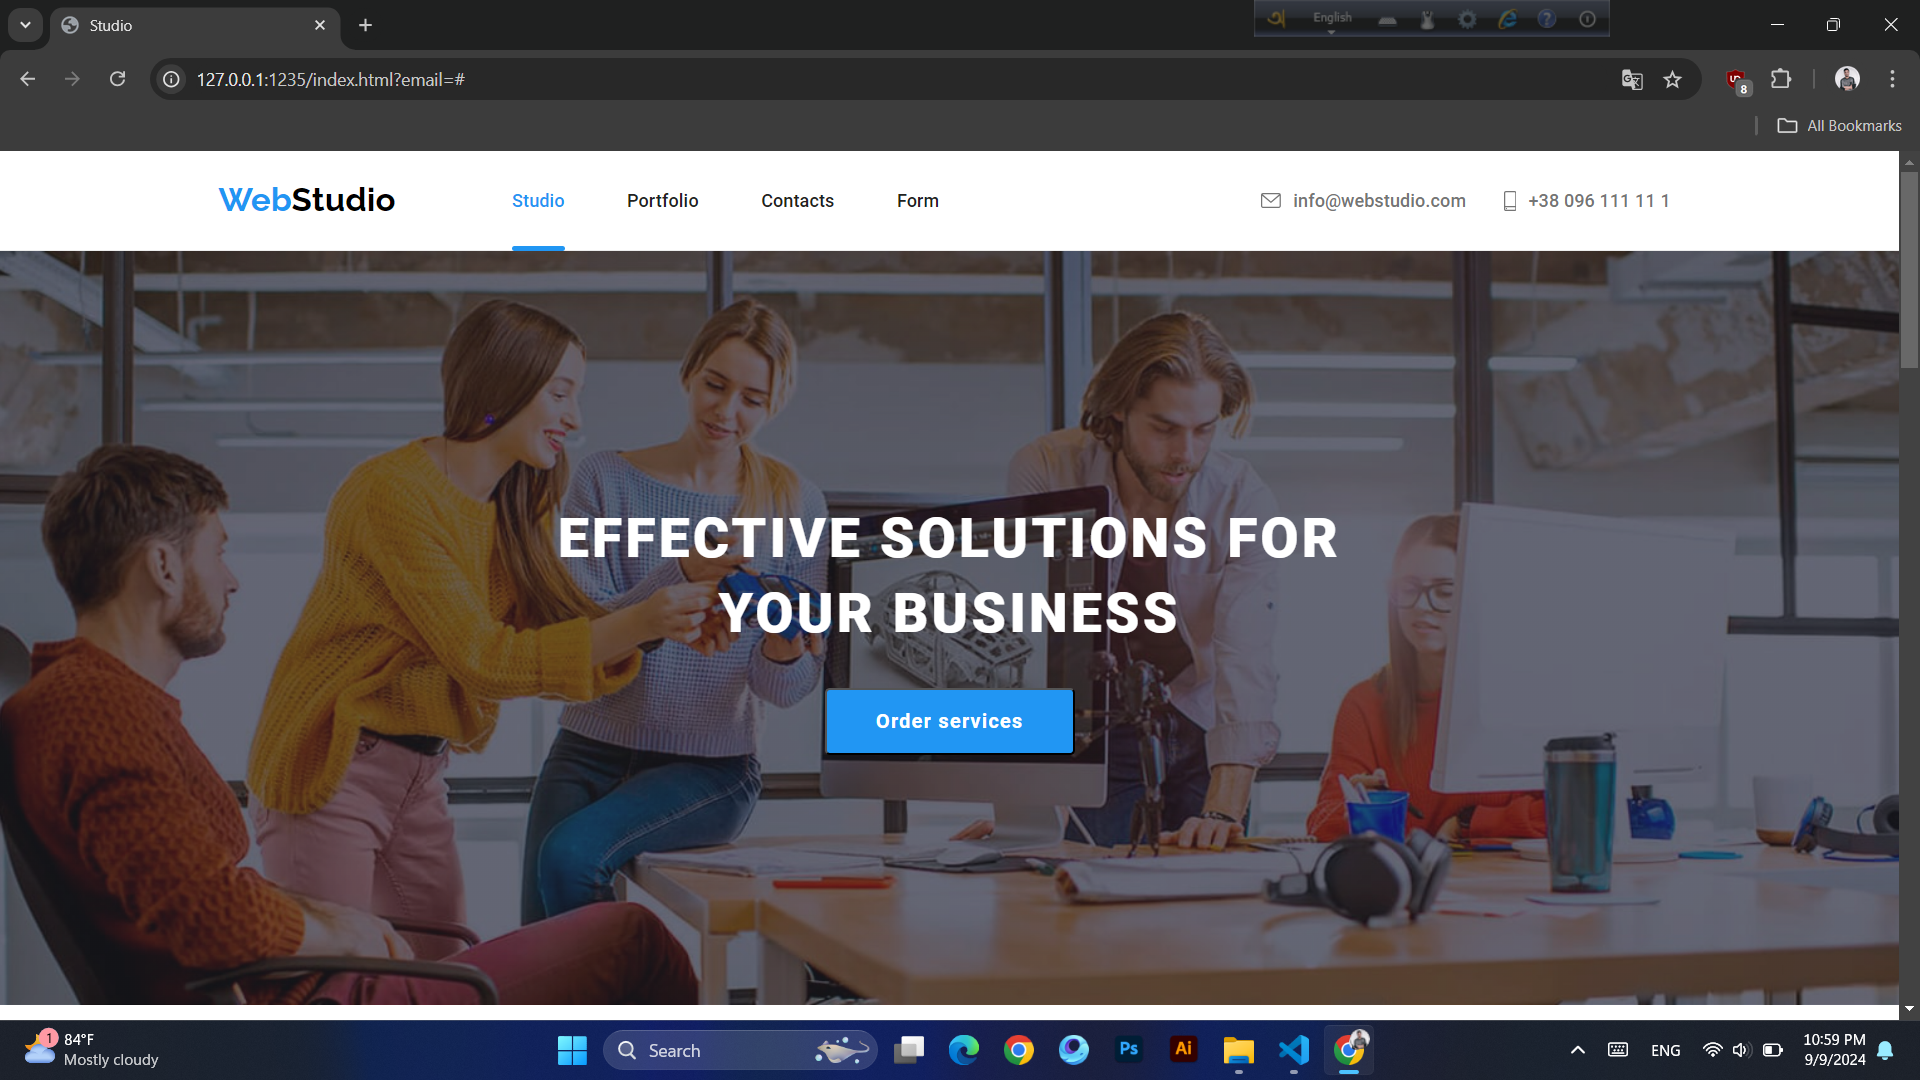 Studio
English
127.0.0.1:1235/index.html?email=#
8
All Bookmarks
WebStudio
Studio
Portfolio
Contacts
Form
info@webstudio.com
+38 096 111 11 1
EFFECTIVE SOLUTIONS FOR
YOUR BUSINESS
Order services
1
84°F
Mostly cloudy
Search
Ps
Ai
ENG
10:59 PM
9/9/2024